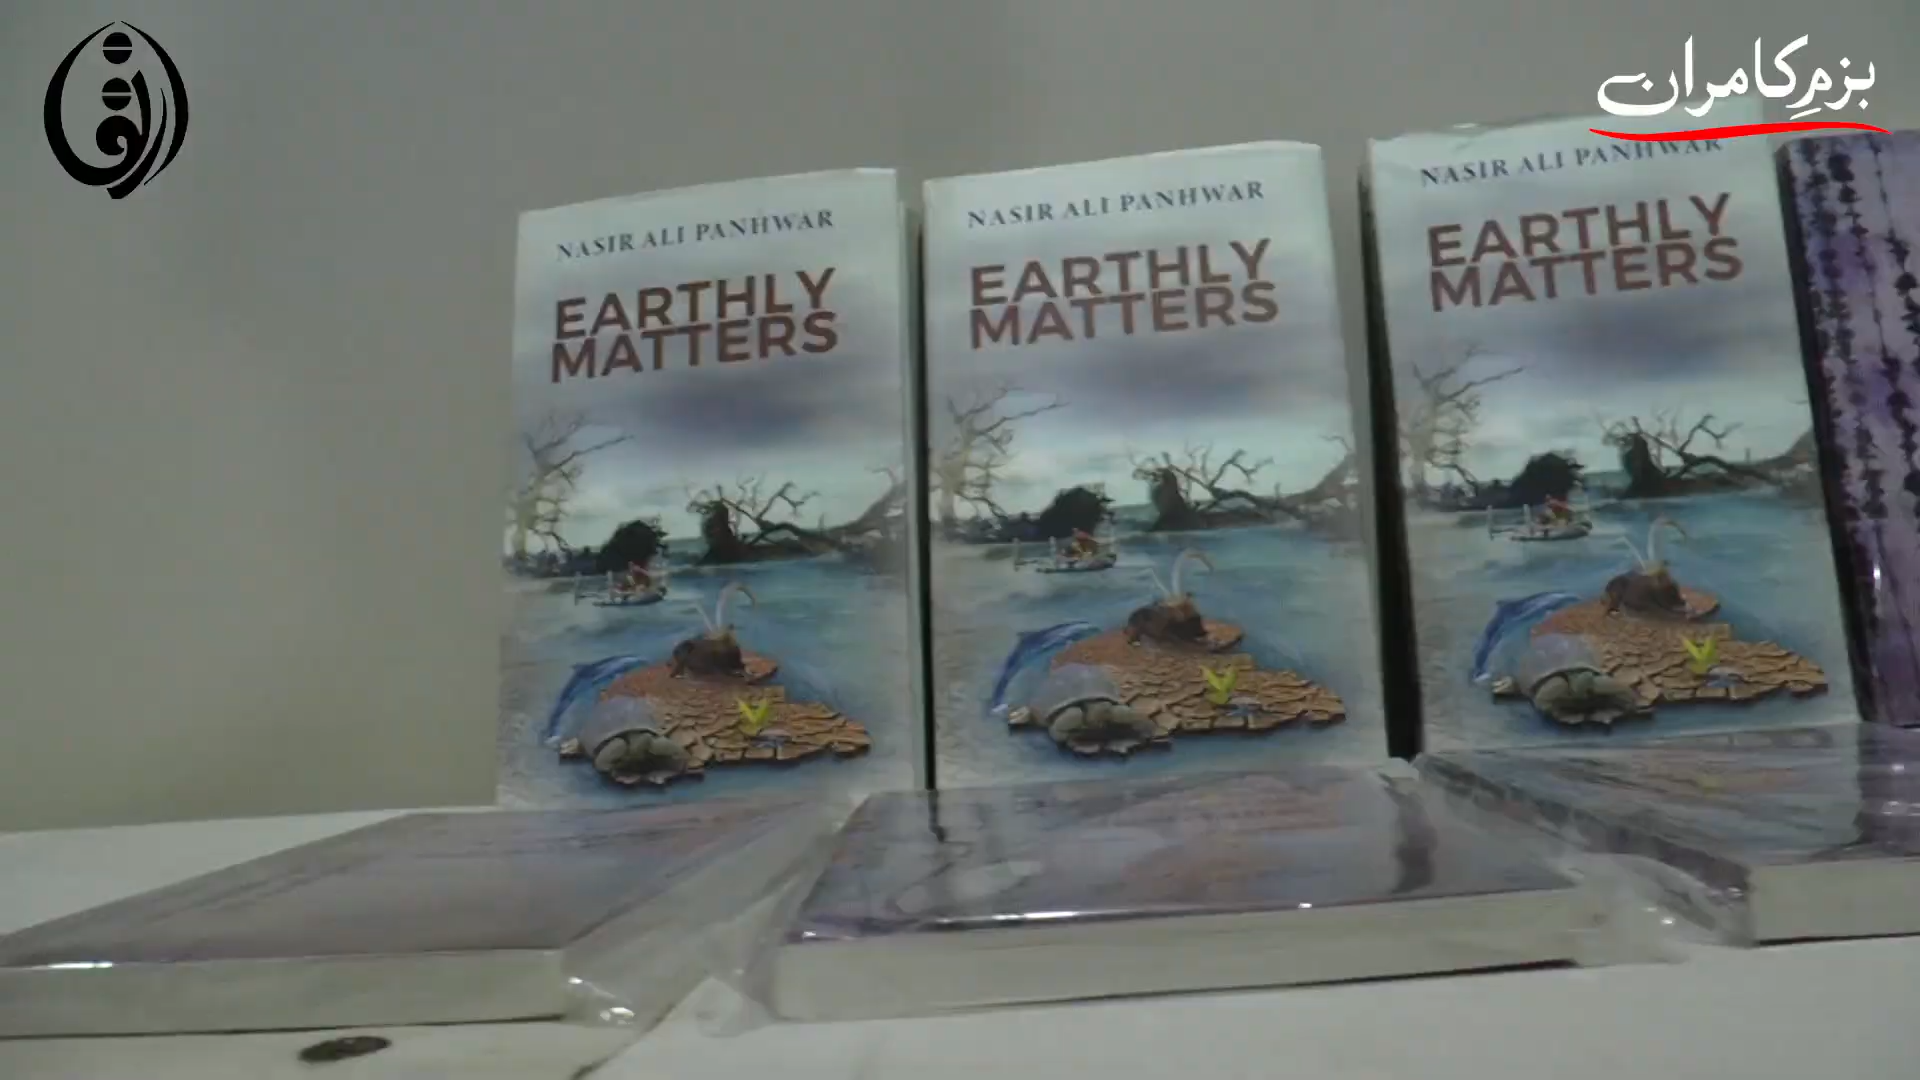 بزمِ کامران
NASIR ALI PANHWAR
EARTHLY
MATTERS
NASIR ALI PANHWAR
EARTHLY
MATTERS
NASIR ALI PANHWAR
EARTHLY
MATTERS